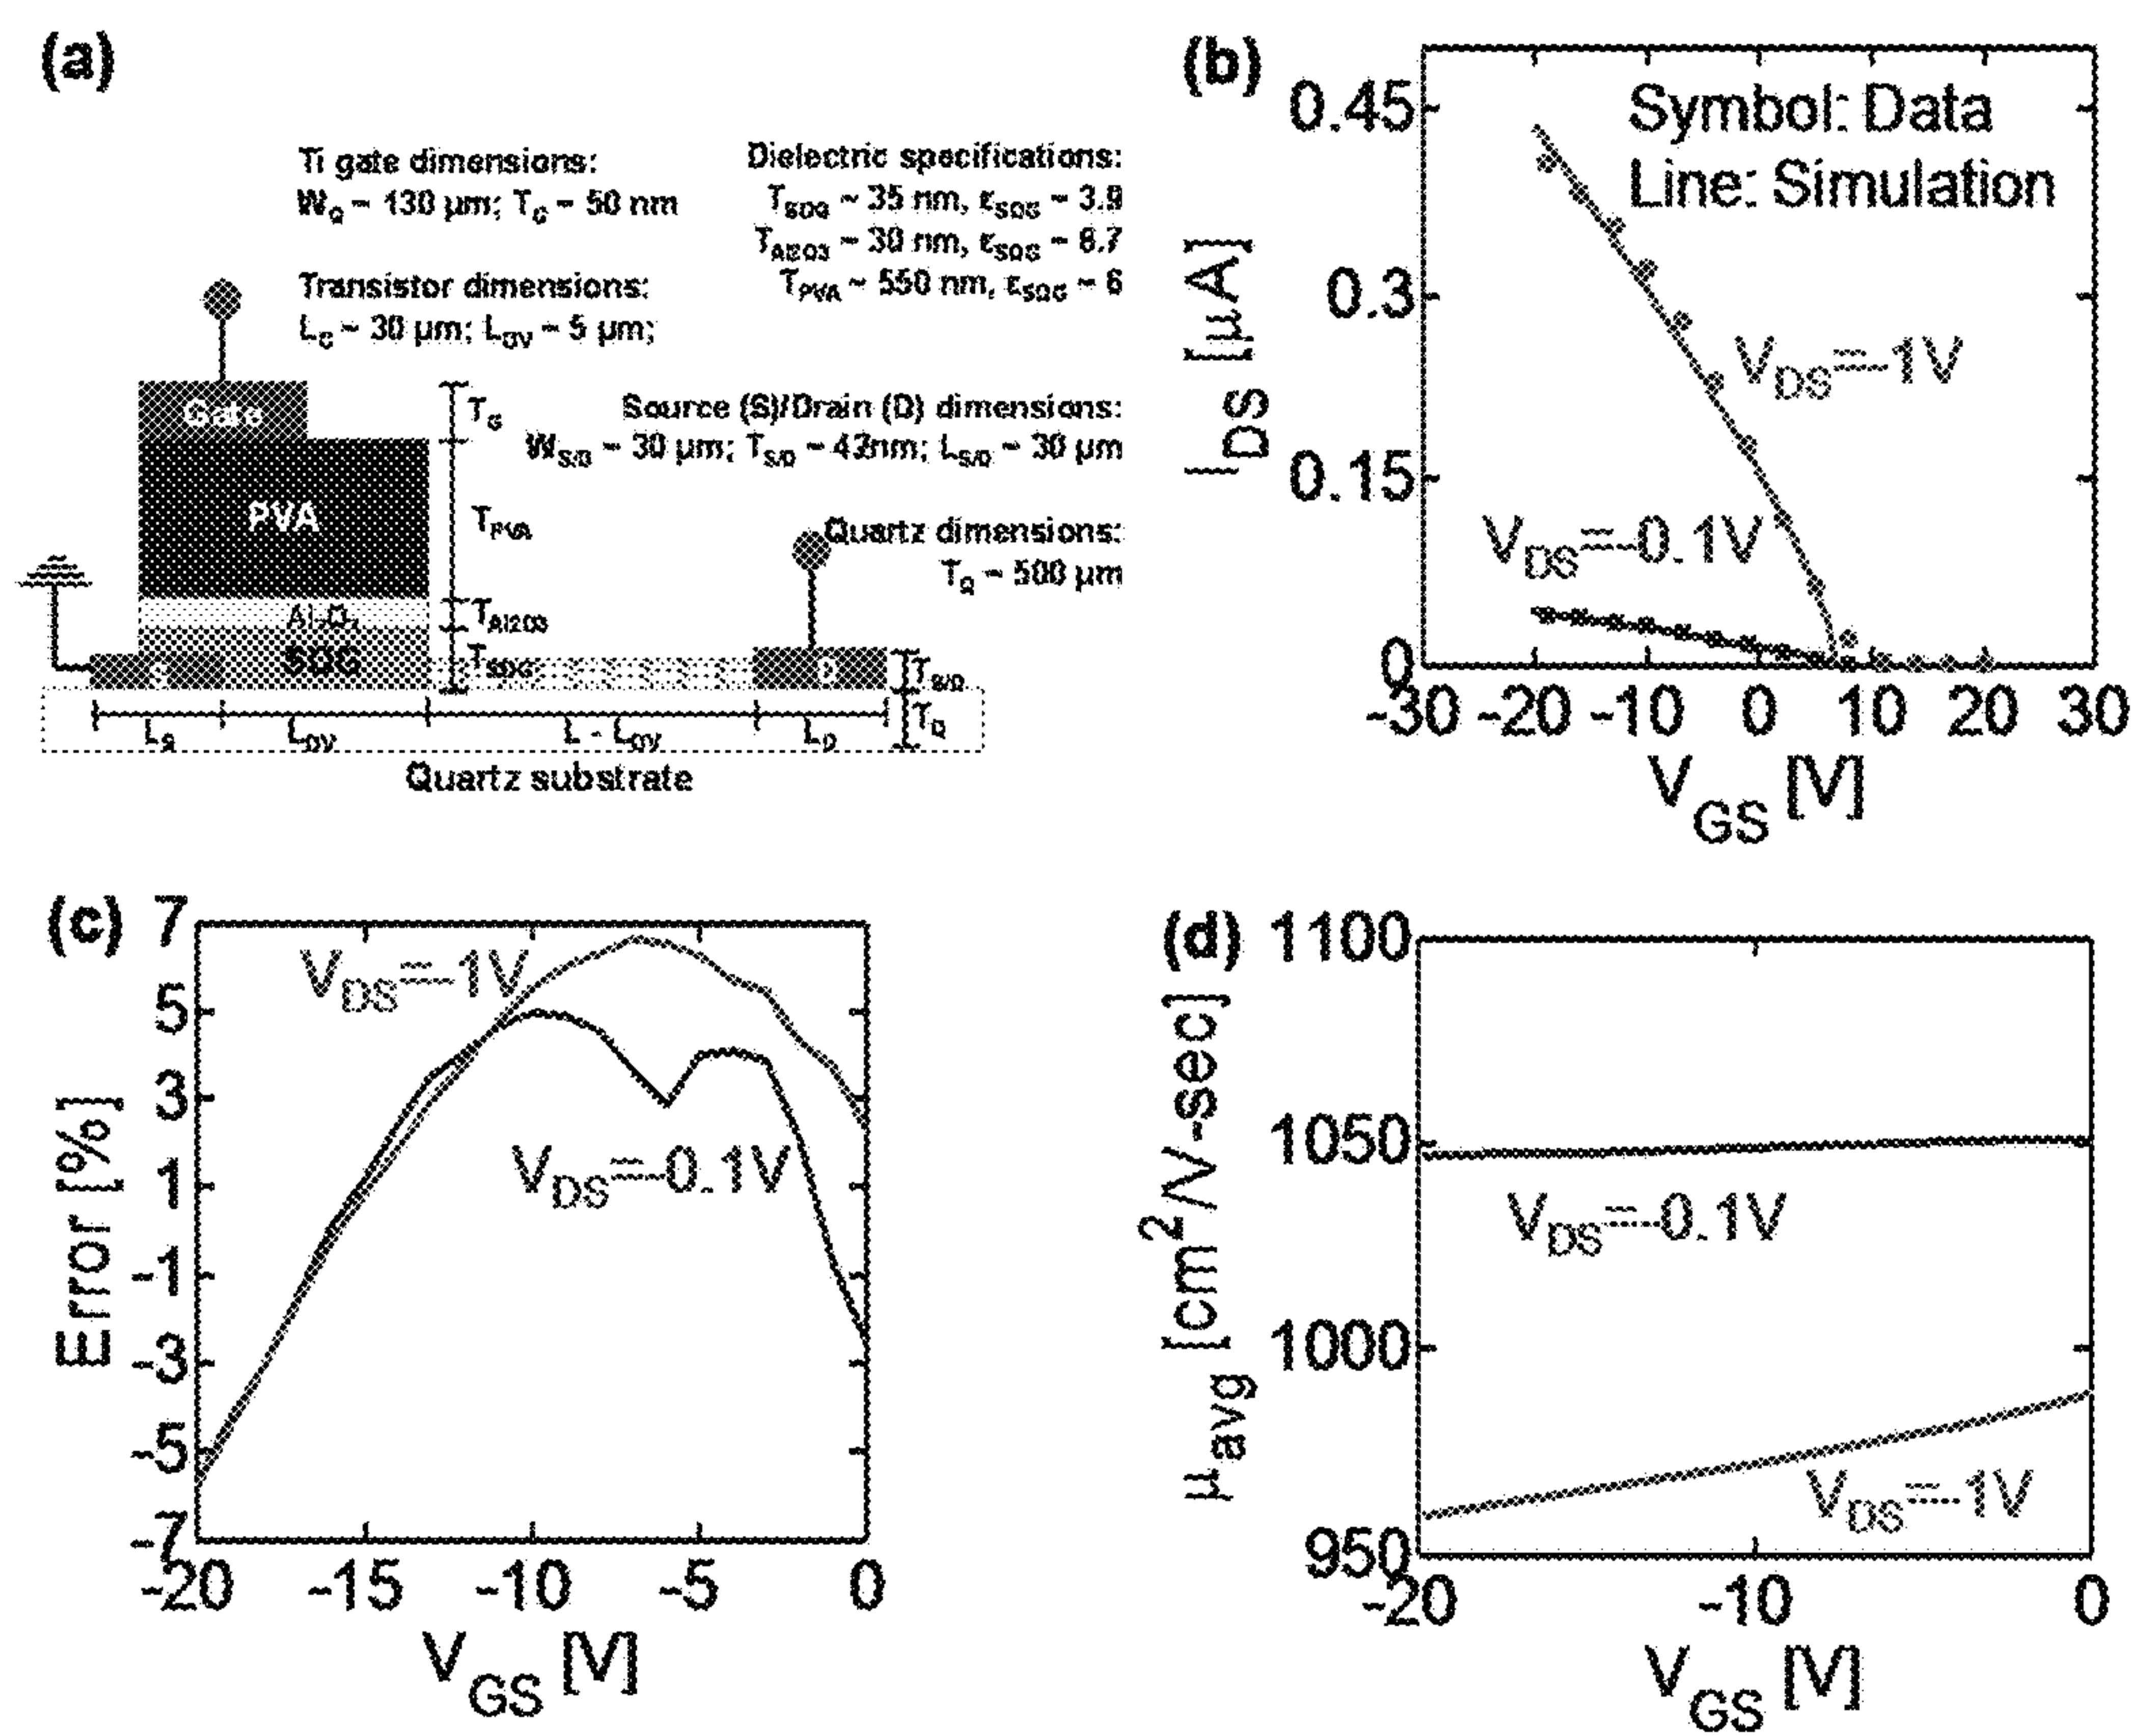 (a)
Ti gate dimensions:
W_G ~ 130 µm; T_G ~ 50 nm
Transistor dimensions:
L_C ~ 30 µm; L_OV ~ 5 µm;
Dielectric specifications:
T_SOG ~ 35 nm, ε_SOG ~ 3.9
T_Al2O3 ~ 30 nm, ε_SOG ~ 8.7
T_PVA ~ 550 nm, ε_SOG ~ 6
Source (S)/Drain (D) dimensions:
W_S/D ~ 30 µm; T_S/D ~ 43nm; L_S/D ~ 30 µm
Quartz dimensions:
T_Q ~ 500 µm
Gate
PVA
Al₂O₃
SOG
S
D
T_G
T_PVA
T_Al2O3
T_SOG
T_S/D
T_Q
L_S
L_OV
L - L_OV
L_D
Quartz substrate
(b)
Symbol: Data
Line: Simulation
V_DS=-1V
V_DS=-0.1V
0.45
0.3
0.15
0
I_DS [µA]
-30 -20 -10 0 10 20 30
V_GS [V]
(c)
7
5
3
1
-1
-3
-5
-7
Error [%]
V_DS=-1V
V_DS=-0.1V
-20 -15 -10 -5 0
V_GS [V]
(d)
1100
1050
1000
950
µ_avg [cm²/V-sec]
V_DS=-0.1V
V_DS=-1V
-20 -10 0
V_GS [V]